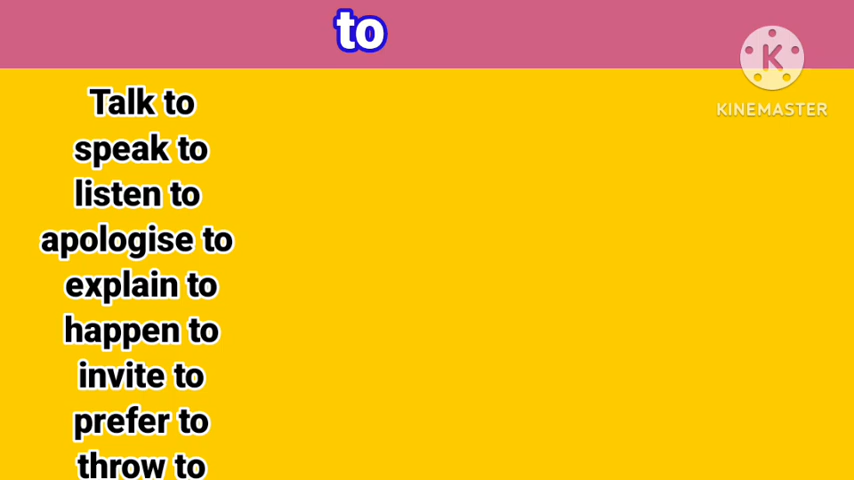 to
K
KINEMASTER
Talk to
speak to
listen to
apologise to
explain to
happen to
invite to
prefer to
throw to